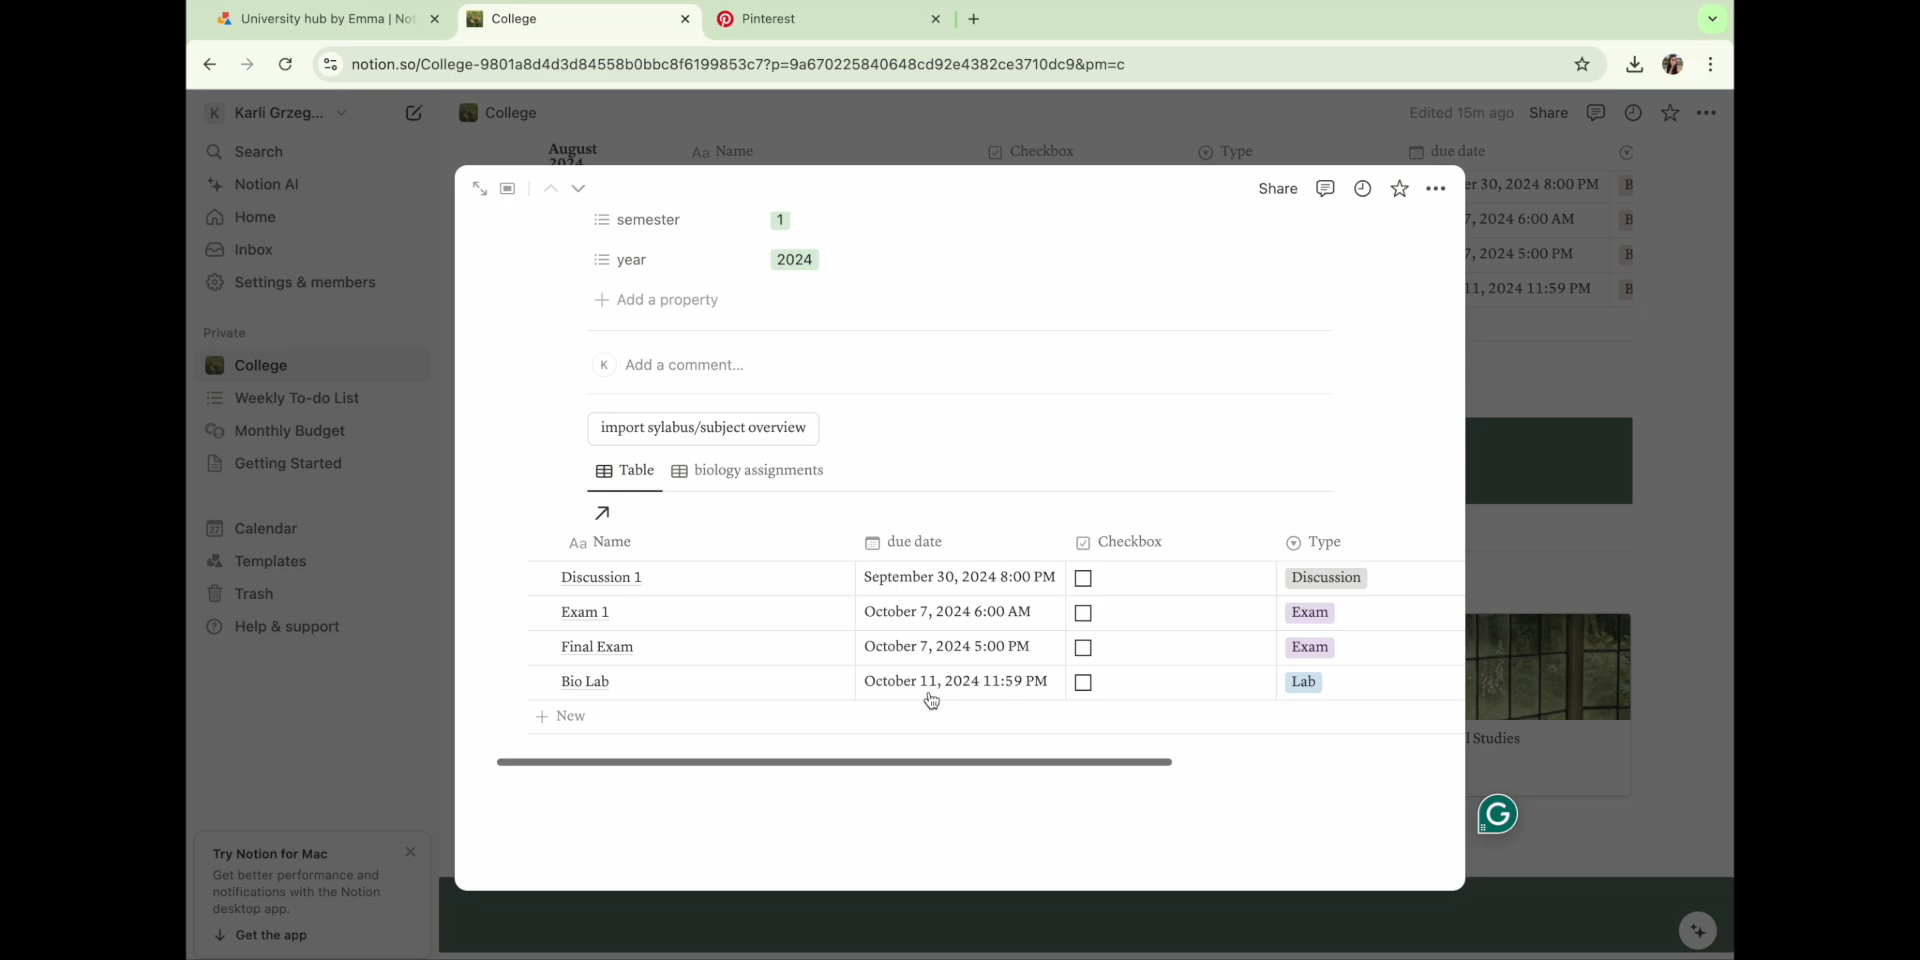 University hub by Emma | Not
College
Pinterest
notion.so/College-9801a8d4d3d84558b0bbc8f6199853c7?p=9a670225840648cd92e4382ce3710dc9&pm=c
K Karli Grzeg...
College
Edited 15m ago Share
Search
Notion AI
Home
Inbox
Settings & members
Private
College
Weekly To-do List
Monthly Budget
Getting Started
27 Calendar
Templates
Trash
Help & support
Try Notion for Mac
Get better performance and
notifications with the Notion
desktop app.
Get the app
August
2024
Aa Name
Checkbox
Type
due date
er 30, 2024 8:00 PM B
7, 2024 6:00 AM B
7, 2024 5:00 PM B
11, 2024 11:59 PM B
l Studies
Share
semester 1
year 2024
Add a property
K Add a comment...
import sylabus/subject overview
Table biology assignments
Aa Name due date Checkbox Type
Discussion 1 September 30, 2024 8:00 PM Discussion
Exam 1 October 7, 2024 6:00 AM Exam
Final Exam October 7, 2024 5:00 PM Exam
Bio Lab October 11, 2024 11:59 PM Lab
New
G